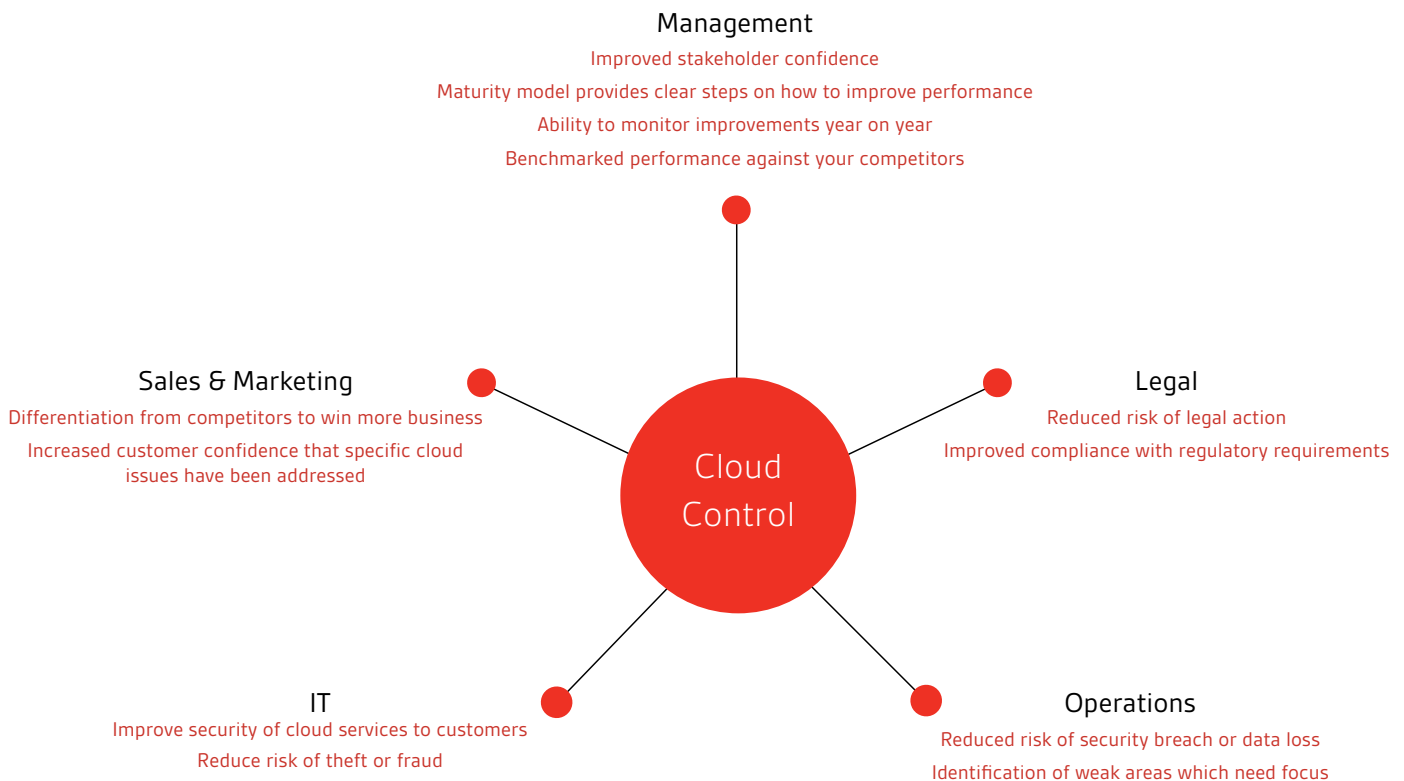 Management
Improved stakeholder confidence
Maturity model provides clear steps on how to improve performance
Ability to monitor improvements year on year
Benchmarked performance against your competitors
Sales & Marketing
Differentiation from competitors to win more business
Increased customer confidence that specific cloud
issues have been addressed
Legal
Reduced risk of legal action
Improved compliance with regulatory requirements
Cloud
Control
IT
Improve security of cloud services to customers
Reduce risk of theft or fraud
Operations
Reduced risk of security breach or data loss
Identification of weak areas which need focus